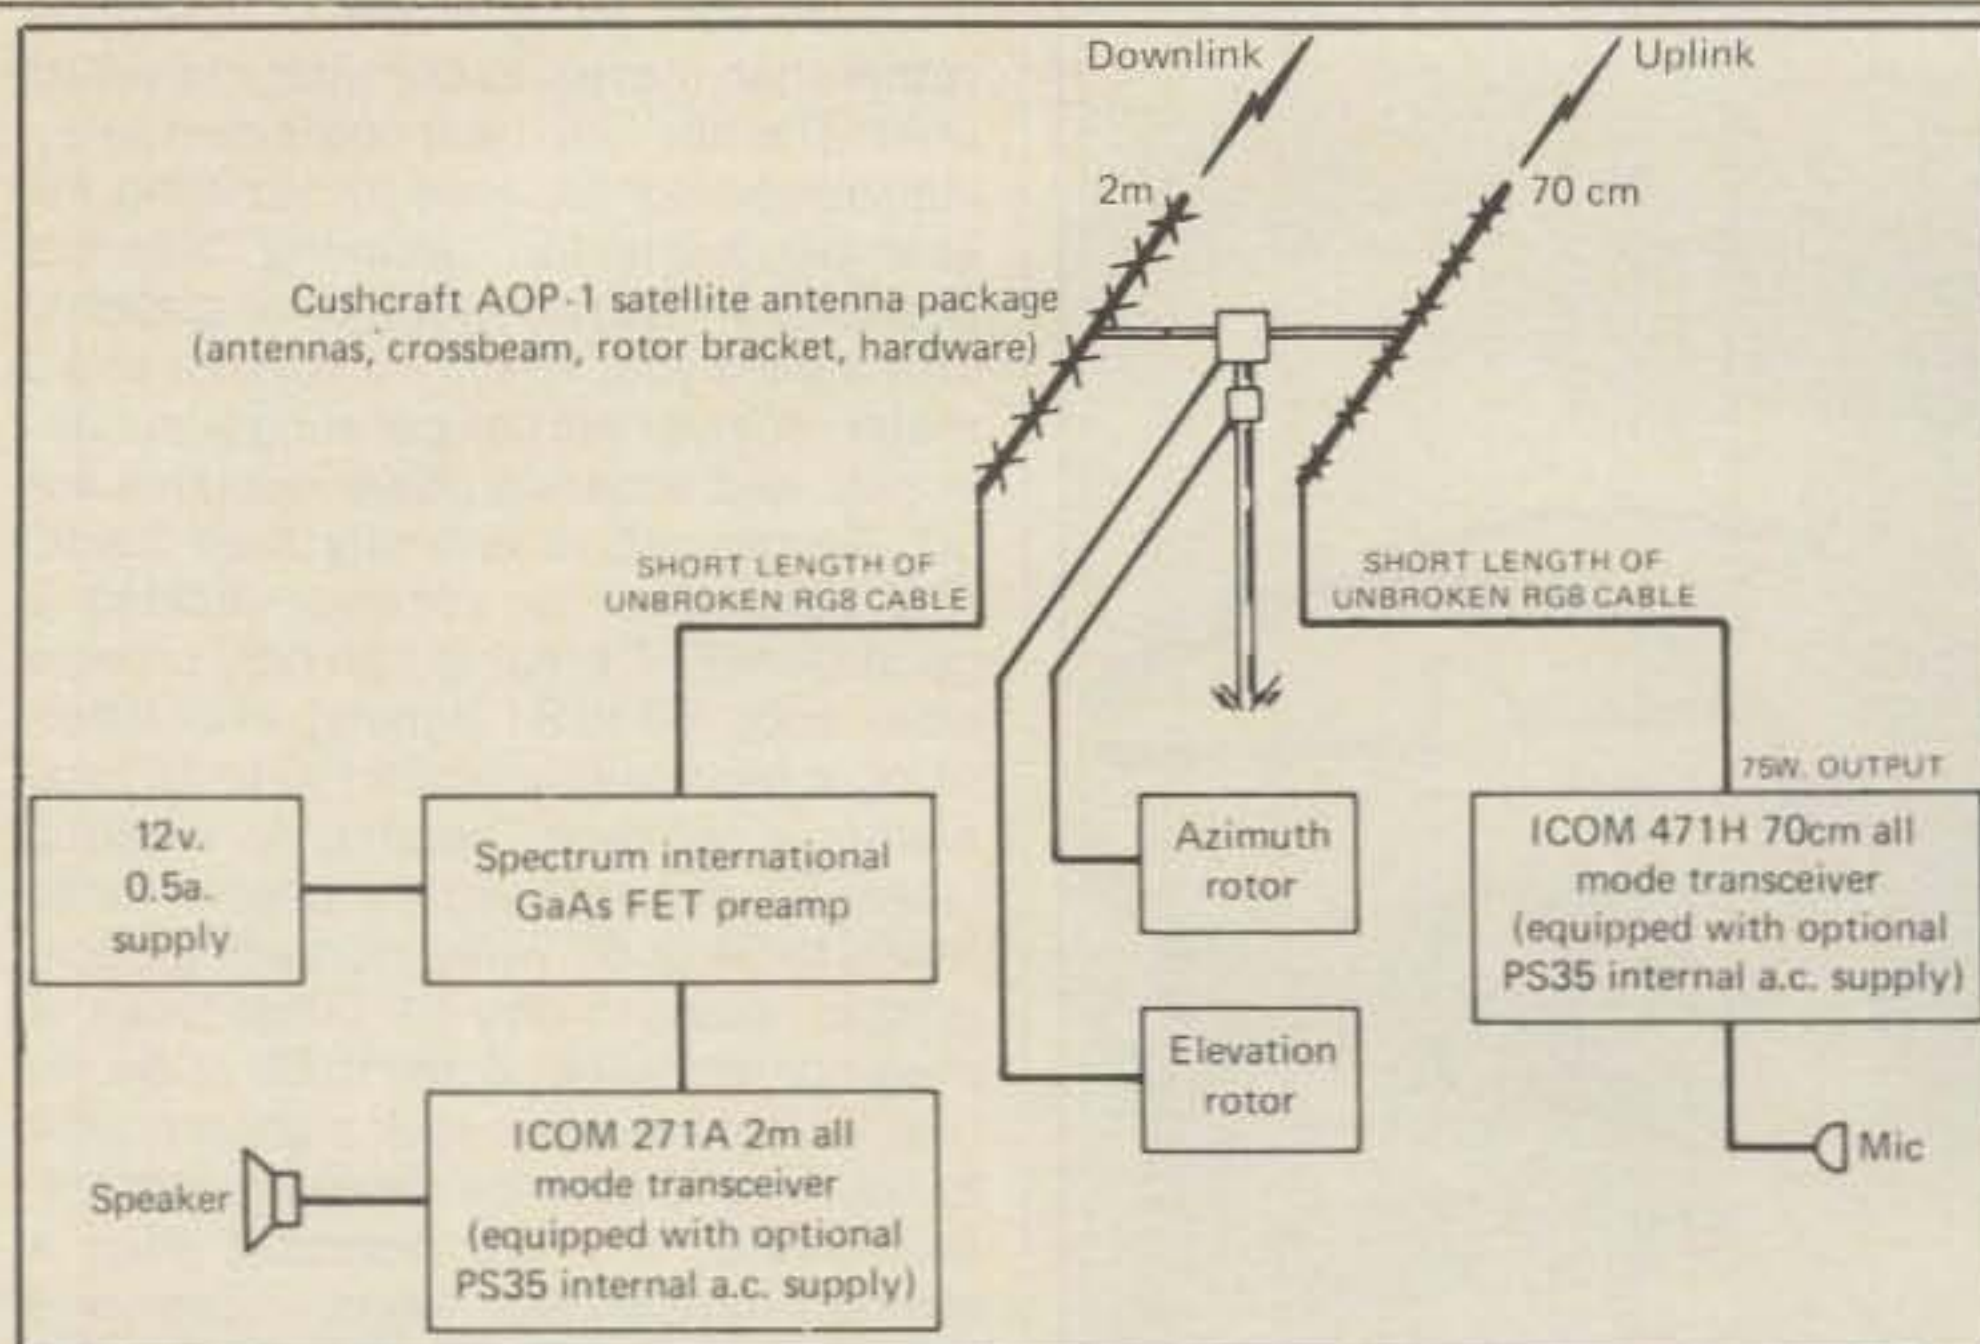 Downlink
Uplink
2m
70 cm
Cushcraft AOP-1 satellite antenna package
(antennas, crossbeam, rotor bracket, hardware)
SHORT LENGTH OF
UNBROKEN RG8 CABLE
SHORT LENGTH OF
UNBROKEN RG8 CABLE
75W. OUTPUT
12v.
0.5a.
supply
Spectrum international
GaAs FET preamp
Azimuth
rotor
ICOM 471H 70cm all
mode transceiver
(equipped with optional
PS35 internal a.c. supply)
Elevation
rotor
Mic
Speaker
ICOM 271A 2m all
mode transceiver
(equipped with optional
PS35 internal a.c. supply)